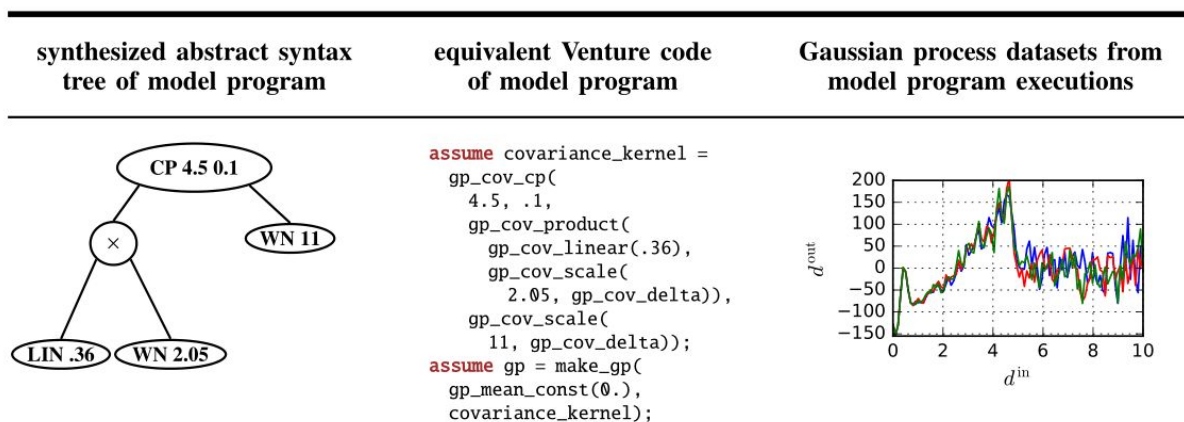 synthesized abstract syntax
tree of model program
equivalent Venture code
of model program
Gaussian process datasets from
model program executions
CP 4.5 0.1
×
WN 11
LIN .36
WN 2.05
assume covariance_kernel =
gp_cov_cp(
4.5, .1,
gp_cov_product(
gp_cov_linear(.36),
gp_cov_scale(
2.05, gp_cov_delta)),
gp_cov_scale(
11, gp_cov_delta));
assume gp = make_gp(
gp_mean_const(0.),
covariance_kernel);
200
150
100
50
0
−50
−100
−150
0 2 4 6 8 10
d^out
d^in